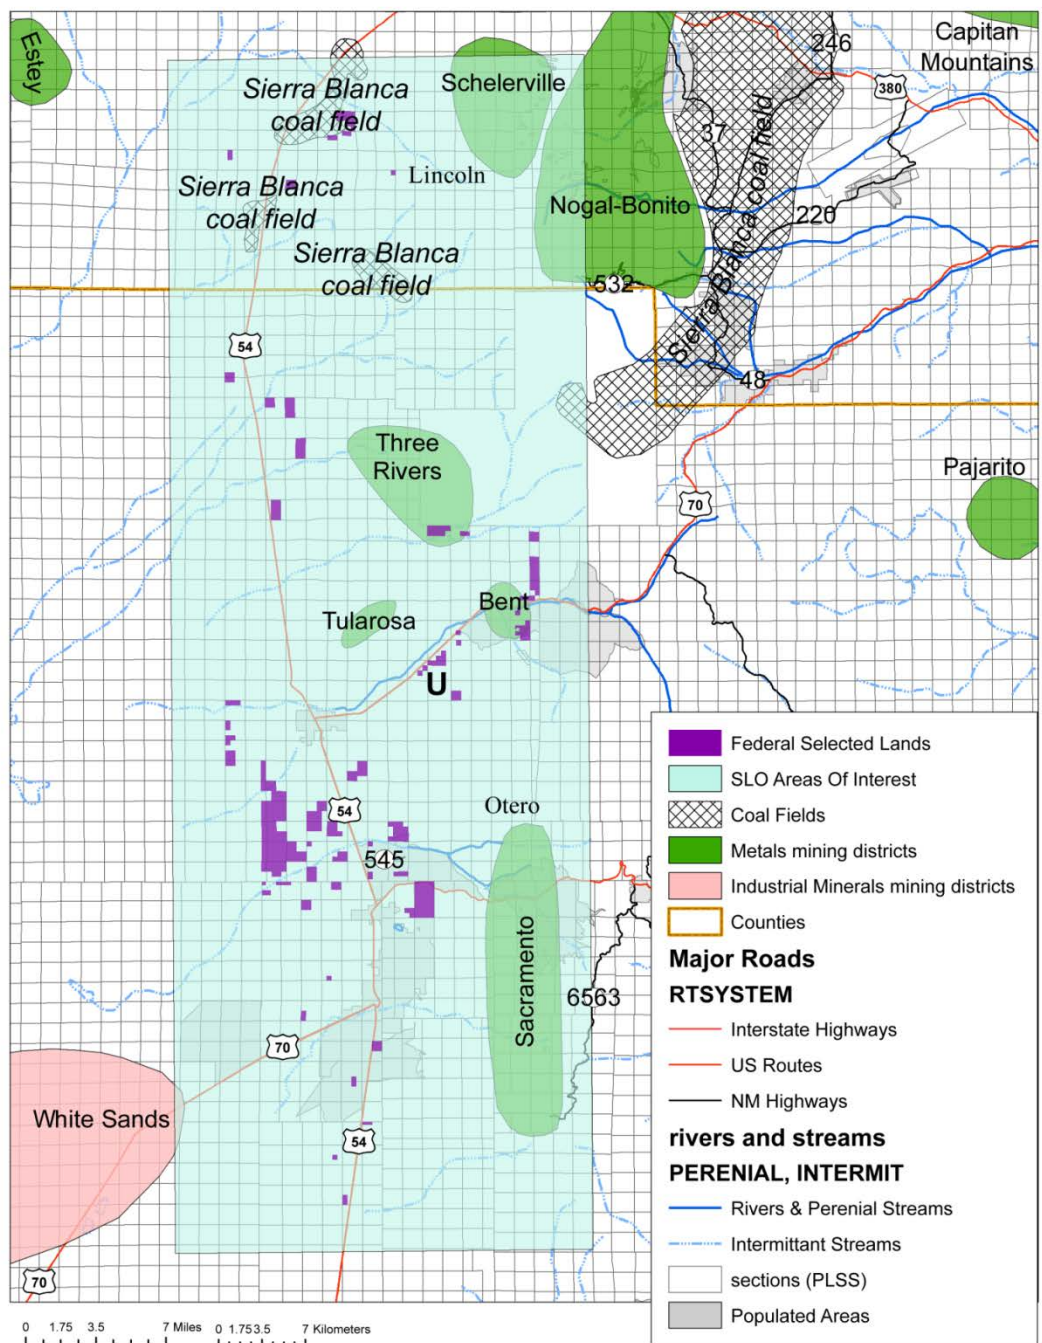 Estey
Capitan
Mountains
246
380
Schelerville
Sierra Blanca
coal field
37
Sierra Blanca coal field
Lincoln
Sierra Blanca
coal field
Nogal-Bonito
220
Sierra Blanca
coal field
532
54
48
Three
Rivers
Pajarito
70
Bent
Tularosa
U
Otero
54
545
Sacramento
6563
70
White Sands
54
70
Federal Selected Lands
SLO Areas Of Interest
Coal Fields
Metals mining districts
Industrial Minerals mining districts
Counties
Major Roads
RTSYSTEM
Interstate Highways
US Routes
NM Highways
rivers and streams
PERENIAL, INTERMIT
Rivers & Perenial Streams
Intermittant Streams
sections (PLSS)
Populated Areas
0 1.75 3.5 7 Miles
0 1.753.5 7 Kilometers